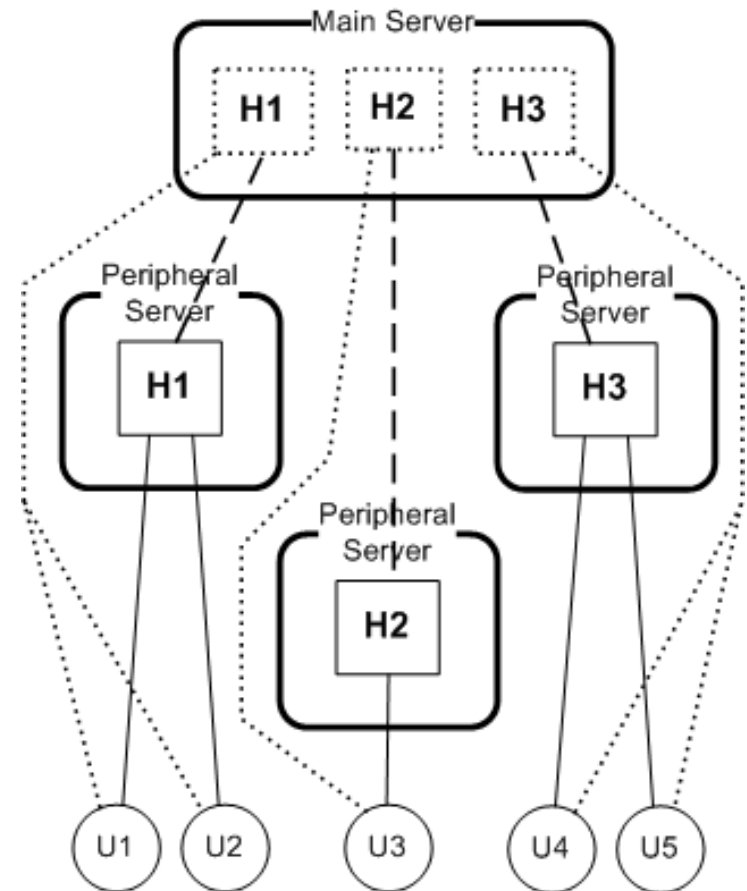 Main Server
H1
H2
H3
Peripheral
Server
H1
Peripheral
Server
H3
Peripheral
Server
H2
U1
U2
U3
U4
U5